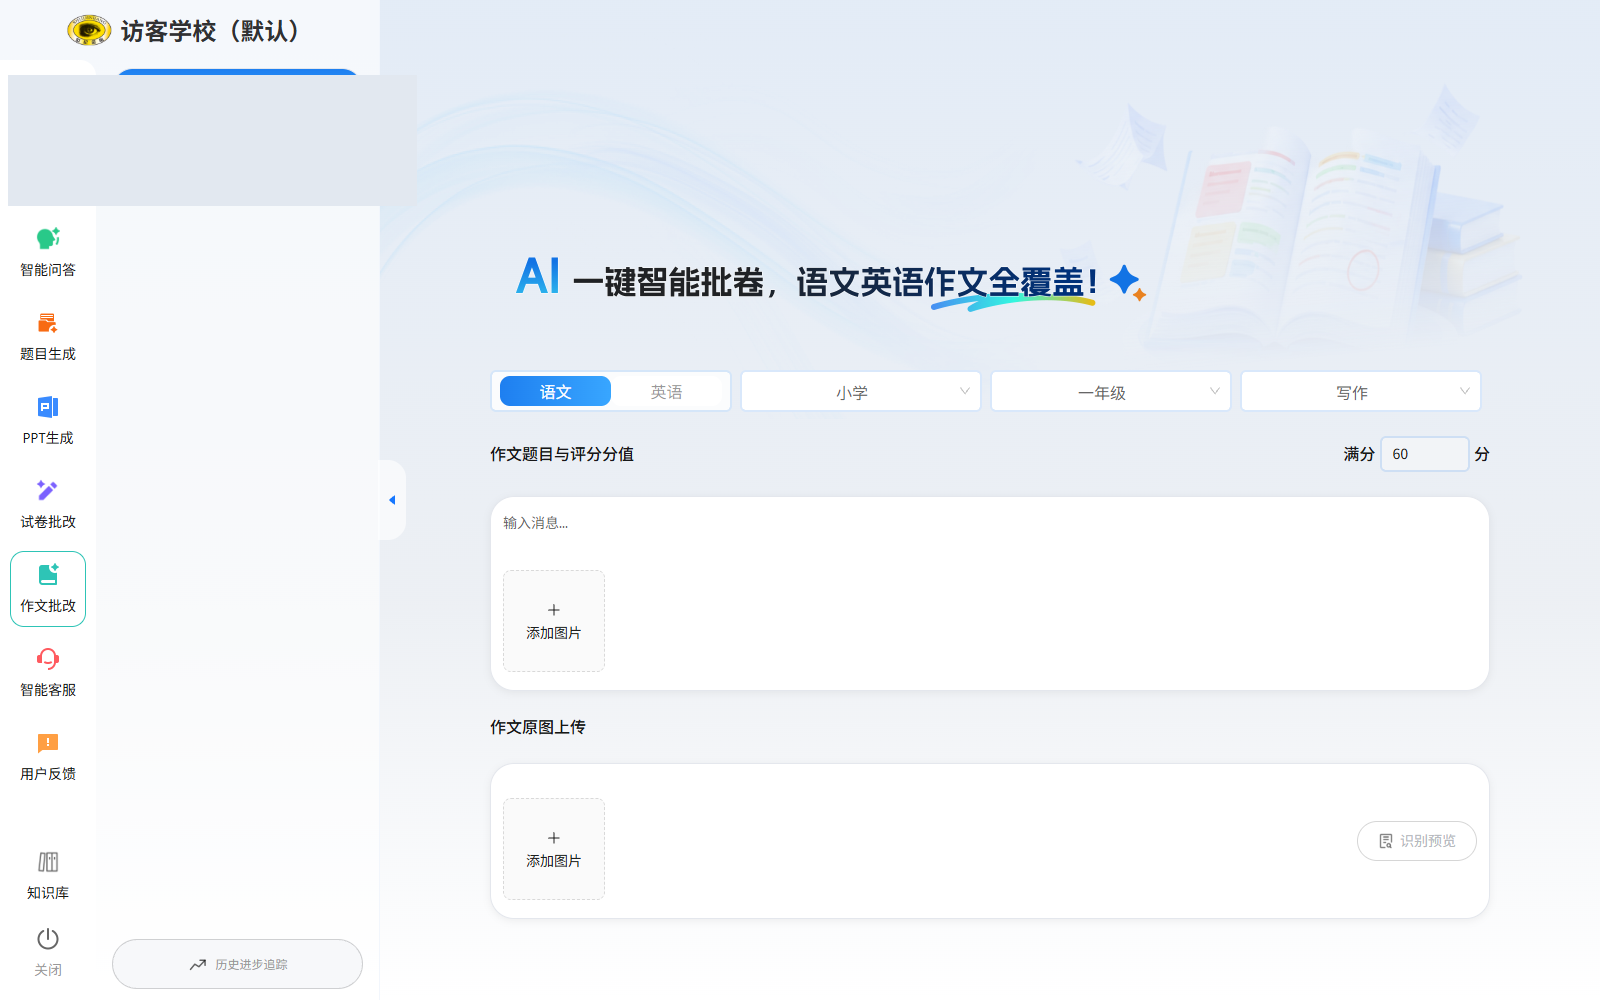 访客学校（默认）
智能问答
题目生成
PPT生成
试卷批改
作文批改
智能客服
用户反馈
知识库
关闭
历史进步追踪
AI 一键智能批卷，语文英语作文全覆盖！
语文
英语
小学
一年级
写作
作文题目与评分分值
满分 60 分
输入消息...
添加图片
作文原图上传
添加图片
识别预览